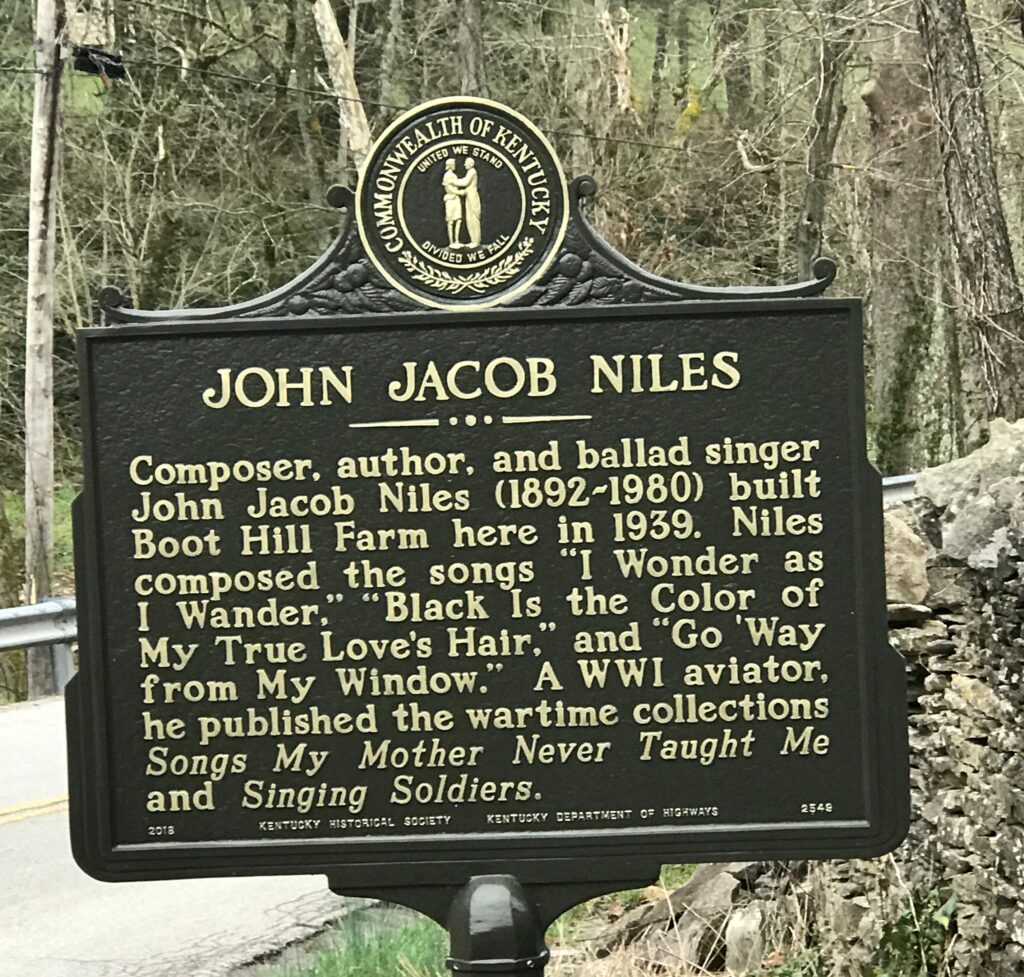 COMMONWEALTH OF KENTUCKY
UNITED WE STAND
DIVIDED WE FALL
JOHN JACOB NILES
Composer, author, and ballad singer
John Jacob Niles (1892~1980) built
Boot Hill Farm here in 1939. Niles
composed the songs "I Wonder as
I Wander," "Black Is the Color of
My True Love's Hair," and "Go 'Way
from My Window." A WWI aviator,
he published the wartime collections
Songs My Mother Never Taught Me
and Singing Soldiers.
2018 KENTUCKY HISTORICAL SOCIETY KENTUCKY DEPARTMENT OF HIGHWAYS 2549